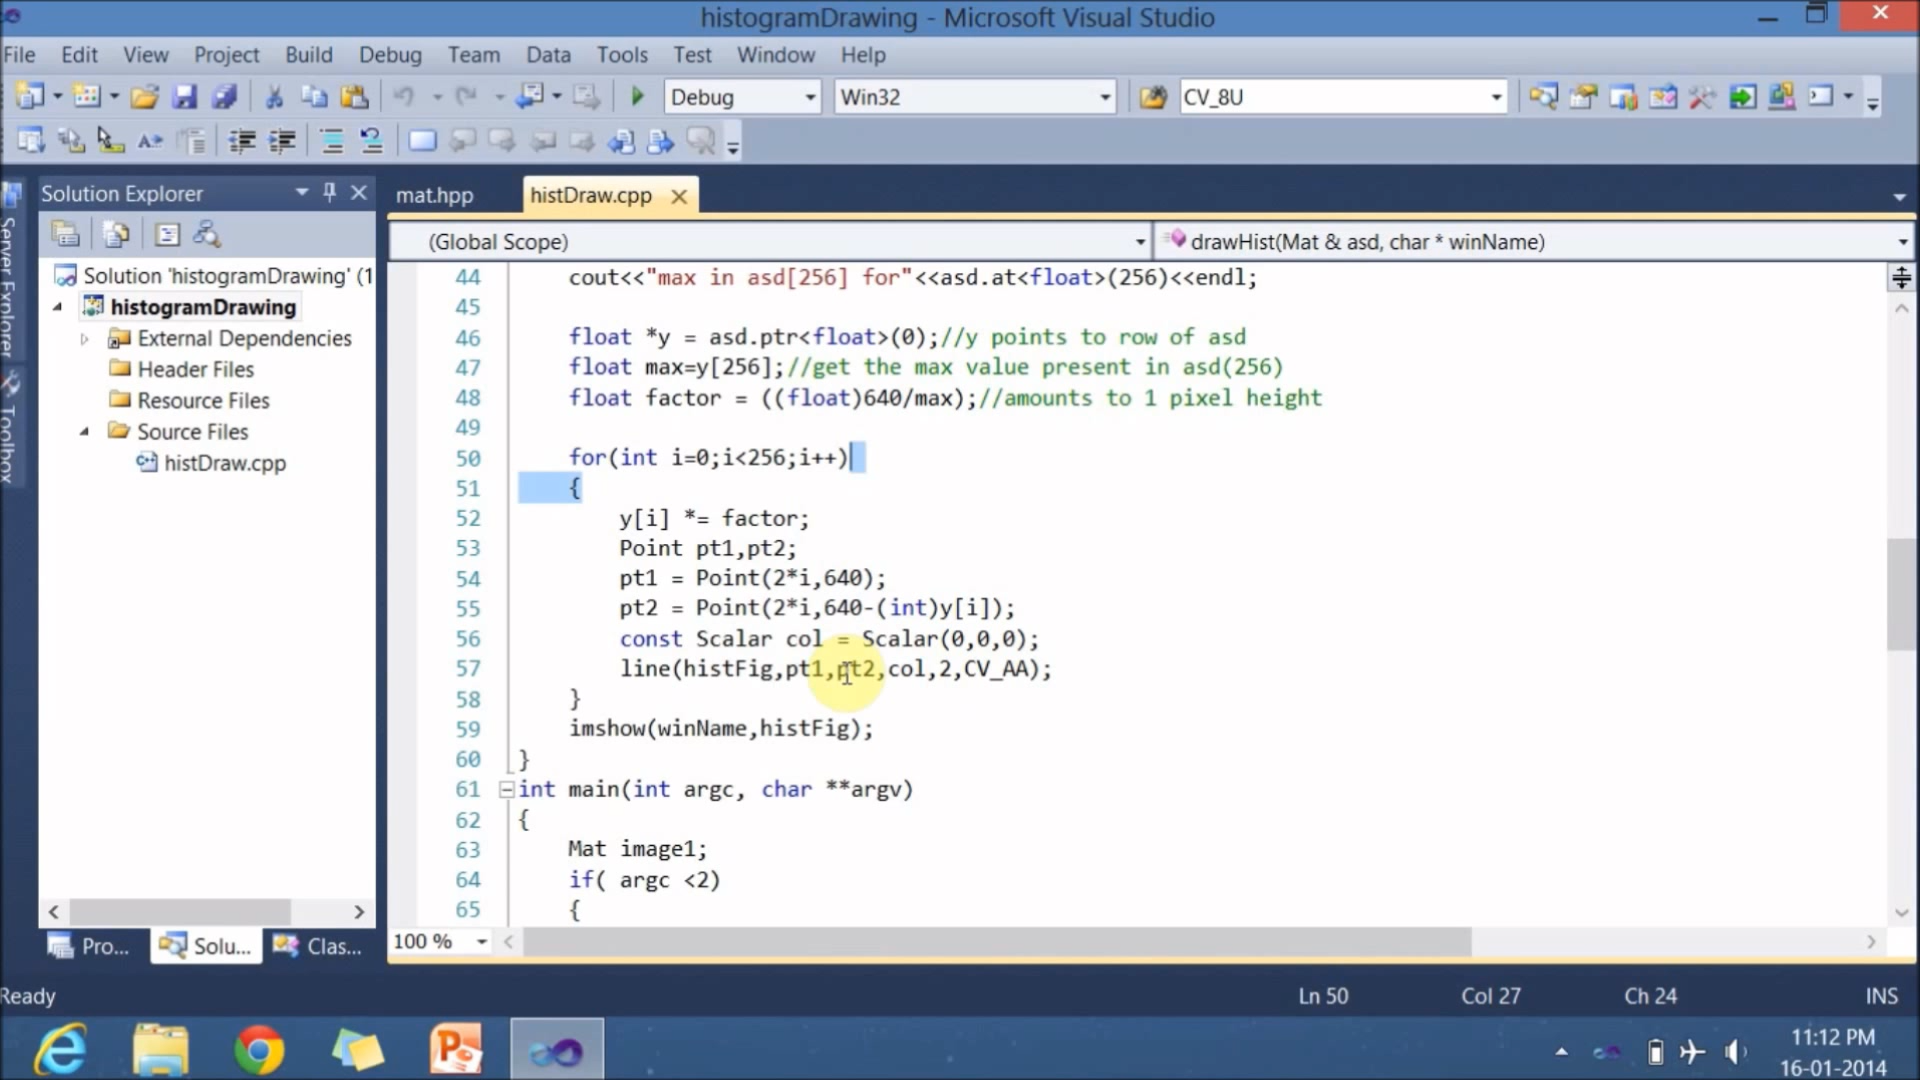 histogramDrawing - Microsoft Visual Studio
File Edit View Project Build Debug Team Data Tools Test Window Help
Debug Win32 CV_8U
Server Explorer
Toolbox
Solution Explorer
Solution 'histogramDrawing' (1
histogramDrawing
External Dependencies
Header Files
Resource Files
Source Files
histDraw.cpp
Pro... Solu... Clas...
mat.hpp histDraw.cpp
(Global Scope) drawHist(Mat & asd, char * winName)
44 cout<<"max in asd[256] for"<<asd.at<float>(256)<<endl;
45
46 float *y = asd.ptr<float>(0);//y points to row of asd
47 float max=y[256];//get the max value present in asd(256)
48 float factor = ((float)640/max);//amounts to 1 pixel height
49
50 for(int i=0;i<256;i++)
51 {
52 y[i] *= factor;
53 Point pt1,pt2;
54 pt1 = Point(2*i,640);
55 pt2 = Point(2*i,640-(int)y[i]);
56 const Scalar col = Scalar(0,0,0);
57 line(histFig,pt1,pt2,col,2,CV_AA);
58 }
59 imshow(winName,histFig);
60 }
61 int main(int argc, char **argv)
62 {
63 Mat image1;
64 if( argc <2)
65 {
100 %
Ready Ln 50 Col 27 Ch 24 INS
11:12 PM
16-01-2014